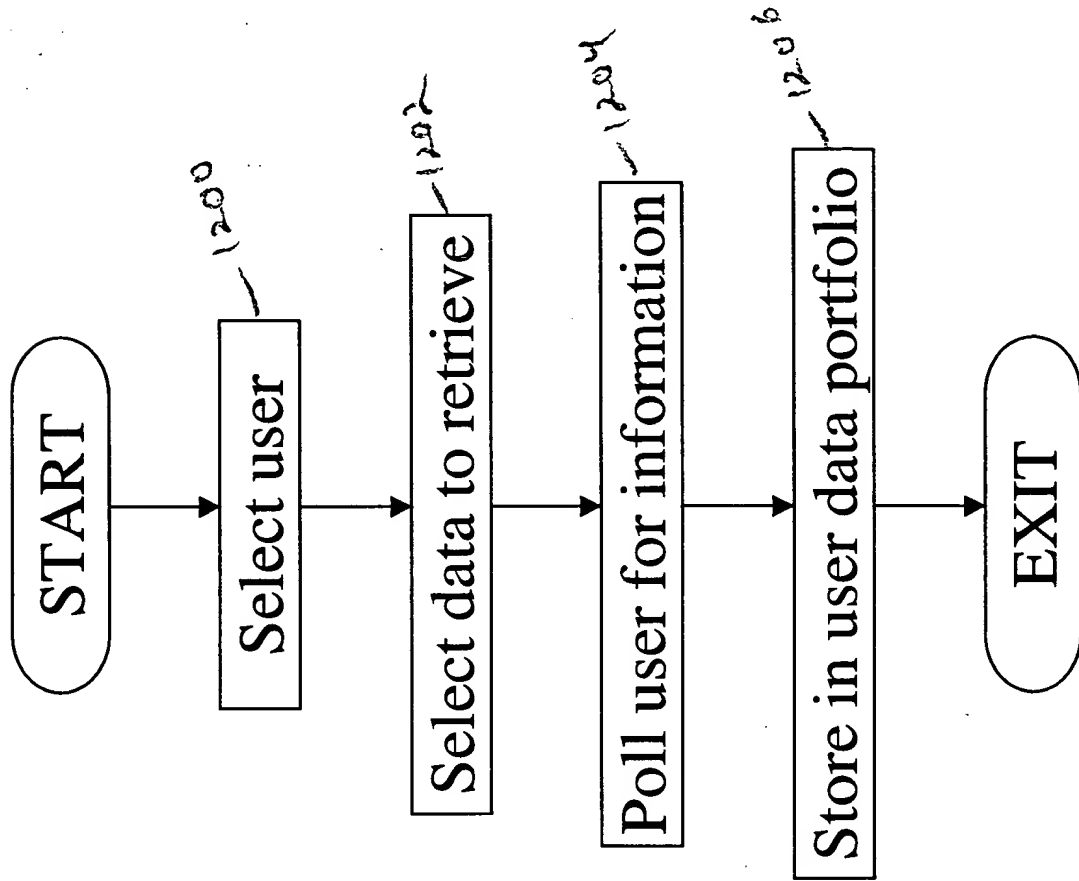 START
Select user
1200
Select data to retrieve
1202
Poll user for information
1204
Store in user data portfolio
1206
EXIT